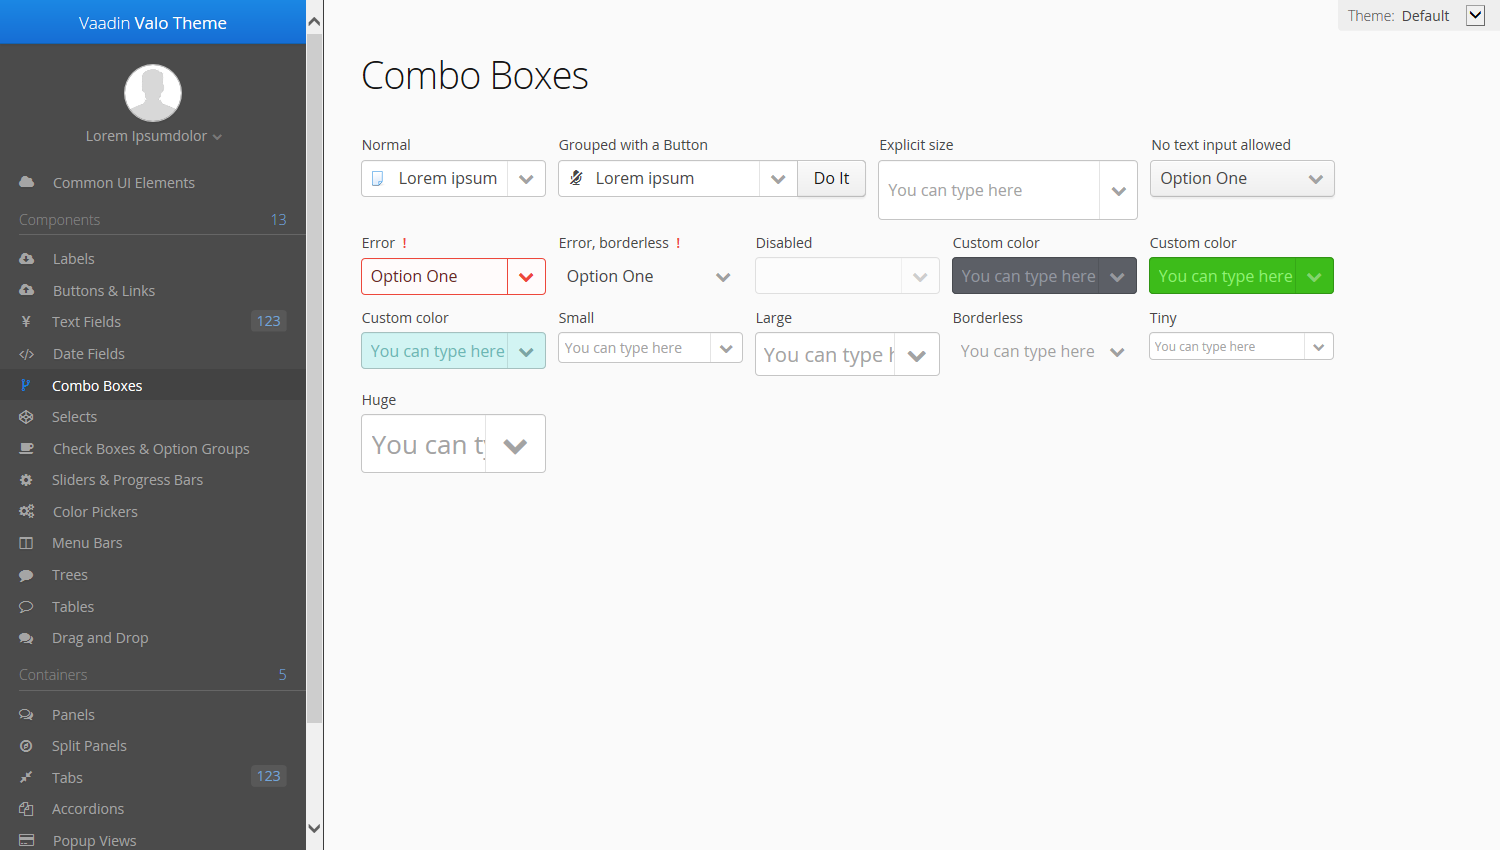 Vaadin Valo Theme
Lorem Ipsumdolor
Common UI Elements
Components 13
Labels
Buttons & Links
Text Fields 123
Date Fields
Combo Boxes
Selects
Check Boxes & Option Groups
Sliders & Progress Bars
Color Pickers
Menu Bars
Trees
Tables
Drag and Drop
Containers 5
Panels
Split Panels
Tabs 123
Accordions
Popup Views
Theme: Default
Combo Boxes
Normal Grouped with a Button Explicit size No text input allowed
Lorem ipsum Lorem ipsum Do It You can type here Option One
Error ! Error, borderless ! Disabled Custom color Custom color
Option One Option One You can type here You can type here
Custom color Small Large Borderless Tiny
You can type here You can type here You can type You can type here You can type here
Huge
You can